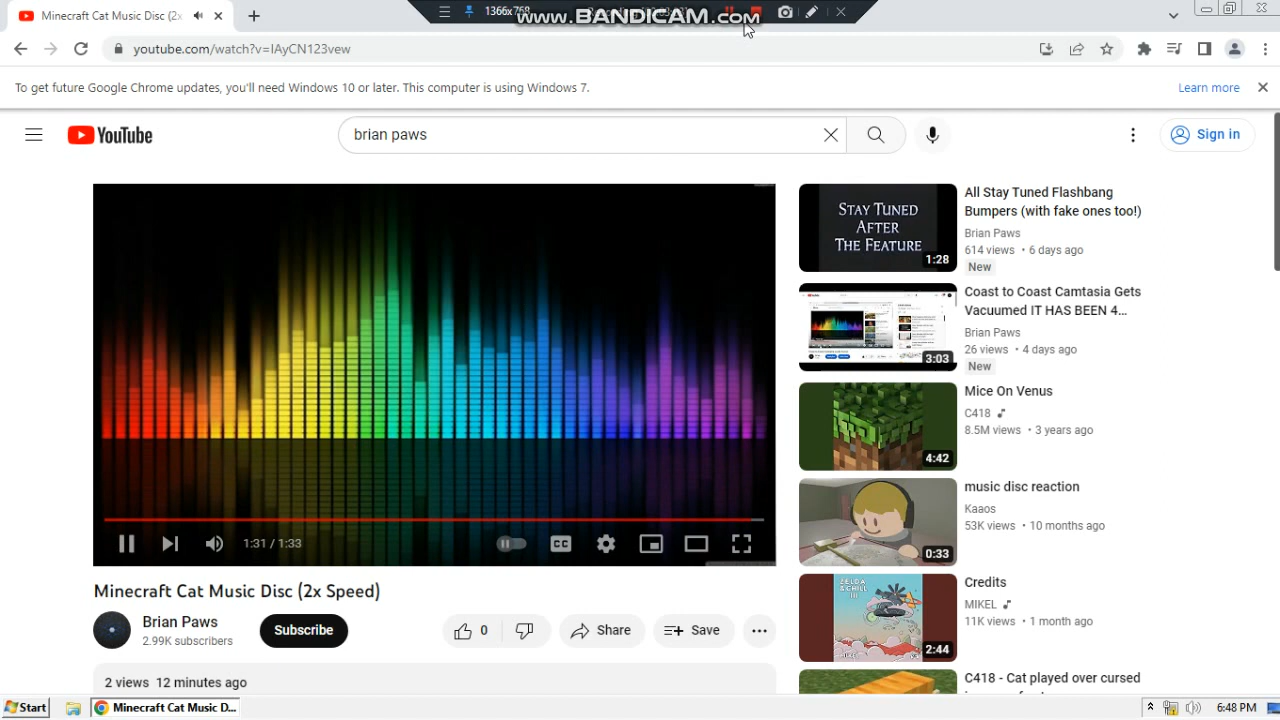 Minecraft Cat Music Disc (2x
1366x768
www.BANDICAM.com
youtube.com/watch?v=IAyCN123vew
To get future Google Chrome updates, you'll need Windows 10 or later. This computer is using Windows 7.
Learn more
YouTube
brian paws
Sign in
STAY TUNED
AFTER
THE FEATURE
1:28
All Stay Tuned Flashbang
Bumpers (with fake ones too!)
Brian Paws
614 views • 6 days ago
New
3:03
Coast to Coast Camtasia Gets
Vacuumed IT HAS BEEN 4...
Brian Paws
26 views • 4 days ago
New
4:42
Mice On Venus
C418
8.5M views • 3 years ago
0:33
music disc reaction
Kaaos
53K views • 10 months ago
ZELDA
& CHILL
III
2:44
Credits
MIKEL
11K views • 1 month ago
C418 - Cat played over cursed
1:31 / 1:33
CC
Minecraft Cat Music Disc (2x Speed)
Brian Paws
2.99K subscribers
Subscribe
0
Share
Save
2 views 12 minutes ago
Start
Minecraft Cat Music D...
6:48 PM